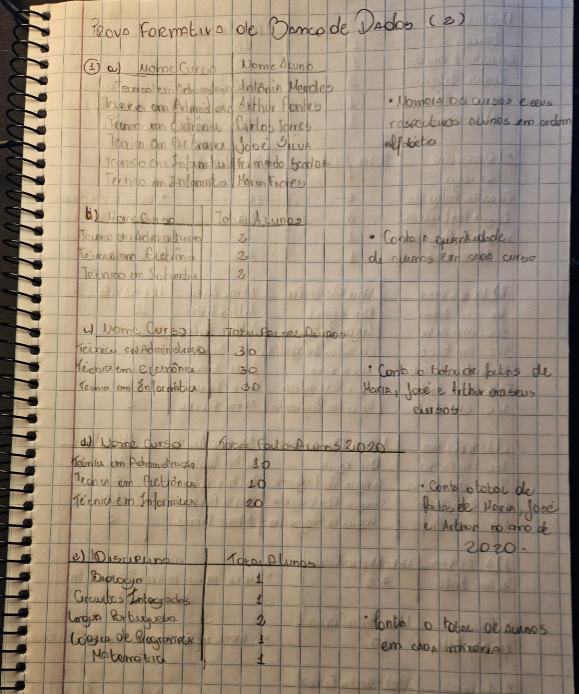 Prova Formativa de Banco de Dados (2)
① a) NomeCurso | Nome Aluno
Técnico em Administração | Antônio Mendes
Técnico em Administração | Arthur Fontes
Técnico em Eletrônica | Carlos Torres
Técnico em Eletrônica | José Silva
Técnico em Informática | Fernando Santos
Técnico em Informática | Maria Fortes
• Nomeia os cursos e seus
respectivos alunos em ordem
alfabética
b) NomeCurso | Total Alunos
Técnico em Administração | 2
Técnico em Eletrônica | 2
Técnico em Informática | 2
• Conta a quantidade
de alunos em cada curso
c) Nome Curso | Total Faltas Alunos
Técnico em Administração | 30
Técnico em Eletrônica | 30
Técnico em Informática | 30
• Conta o total de faltas de
Maria, José e Arthur em seus
cursos
d) Nome Curso | Total Faltas Alunos 2020
Técnico em Administração | 10
Técnico em Eletrônica | 10
Técnico em Informática | 20
• Conta o total de
faltas de Maria, José
e Arthur no ano de
2020.
e) Disciplina | Total Alunos
Biologia | 1
Circuitos Integrados | 1
Língua Portuguesa | 2
Lógica de Programação | 1
Matemática | 1
• Conta o total de alunos
em cada matéria